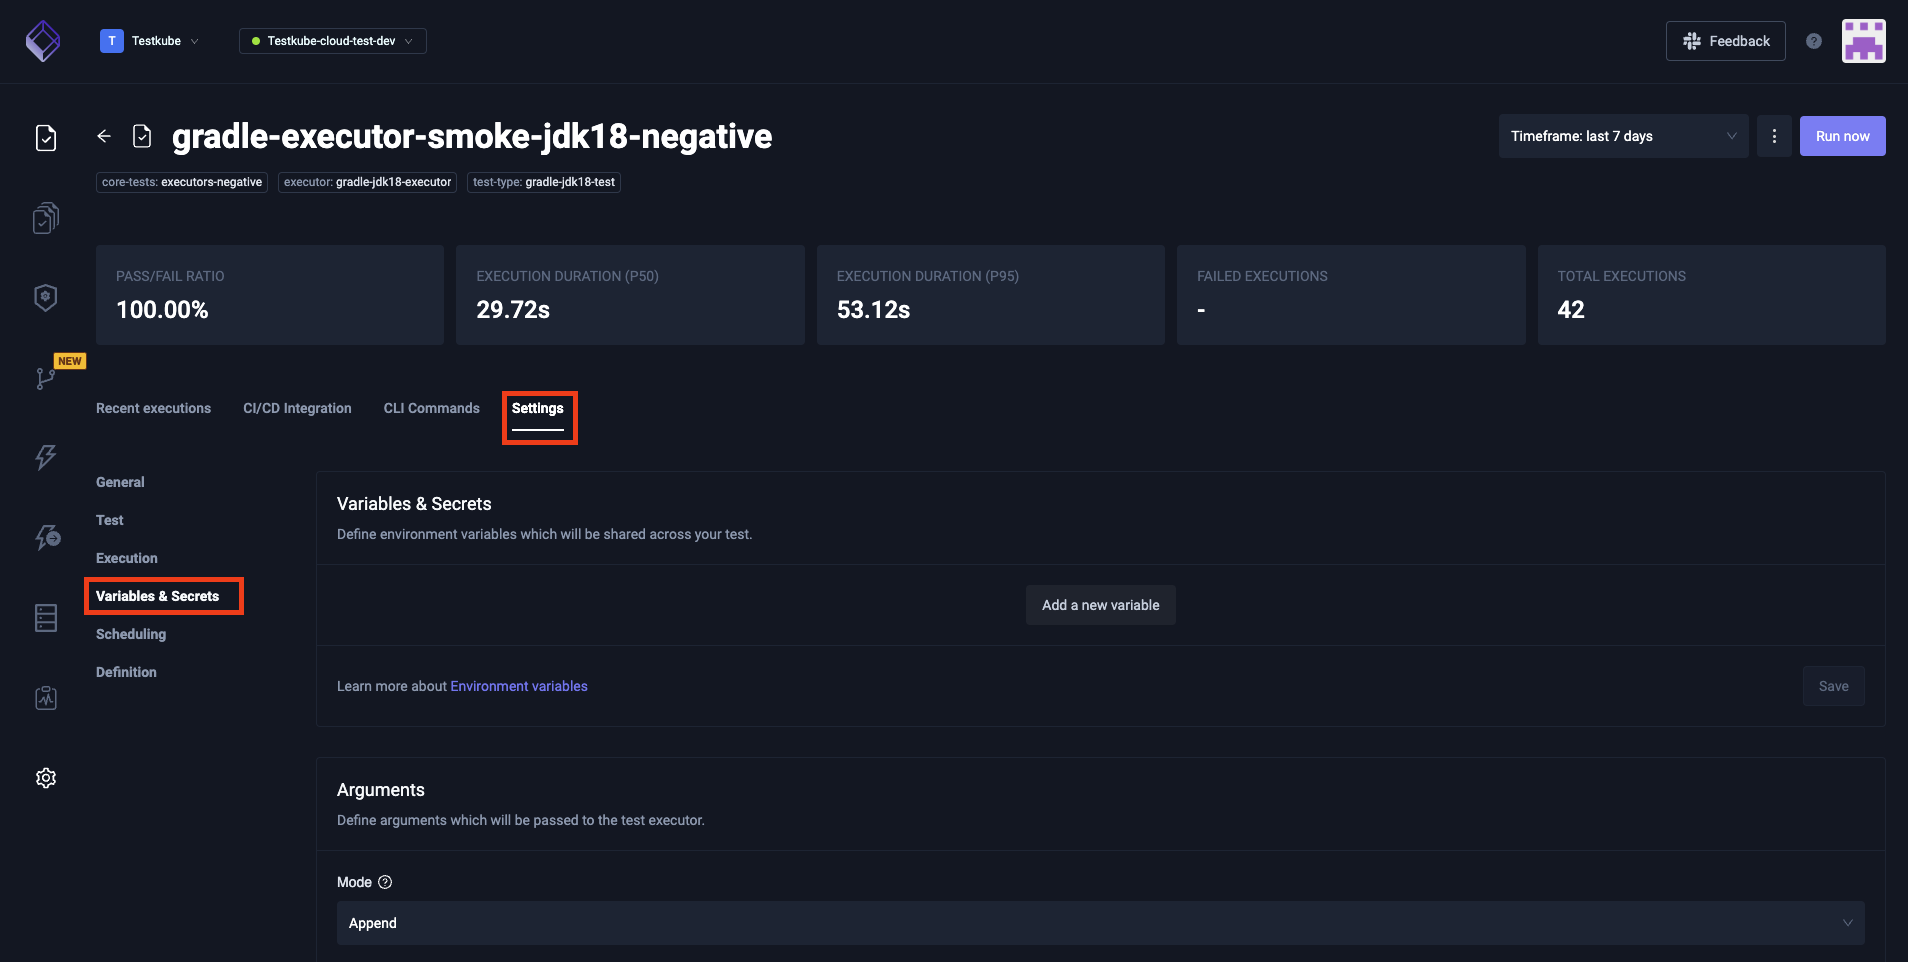 T Testkube
Testkube-cloud-test-dev
Feedback
?
gradle-executor-smoke-jdk18-negative
Timeframe: last 7 days
Run now
core-tests: executors-negative
executor: gradle-jdk18-executor
test-type: gradle-jdk18-test
PASS/FAIL RATIO
100.00%
EXECUTION DURATION (P50)
29.72s
EXECUTION DURATION (P95)
53.12s
FAILED EXECUTIONS
-
TOTAL EXECUTIONS
42
NEW
Recent executions
CI/CD Integration
CLI Commands
Settings
General
Test
Execution
Variables & Secrets
Scheduling
Definition
Variables & Secrets
Define environment variables which will be shared across your test.
Add a new variable
Learn more about Environment variables
Save
Arguments
Define arguments which will be passed to the test executor.
Mode ?
Append